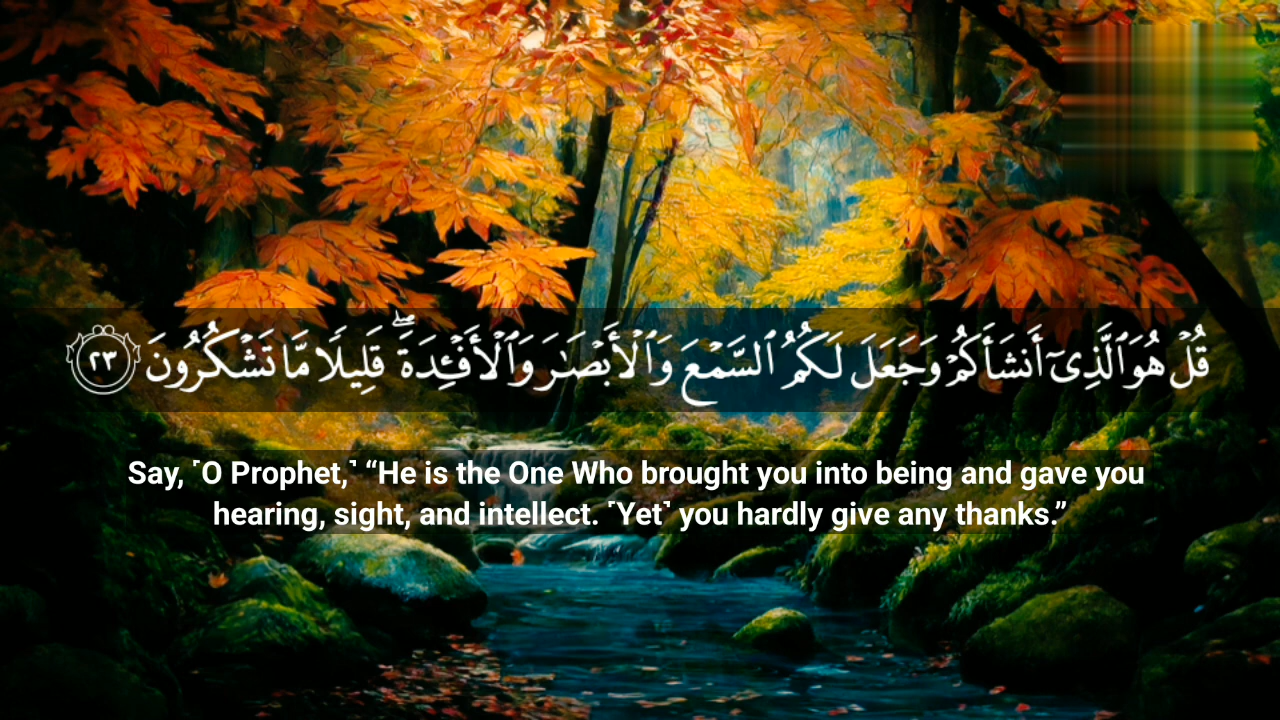 قُلْ هُوَ ٱلَّذِىٓ أَنشَأَكُمْ وَجَعَلَ لَكُمُ ٱلسَّمْعَ وَٱلْأَبْصَـٰرَ وَٱلْأَفْـِٔدَةَ ۖ قَلِيلًا مَّا تَشْكُرُونَ ٢٣
Say, ˹O Prophet,˺ “He is the One Who brought you into being and gave you
hearing, sight, and intellect. ˹Yet˺ you hardly give any thanks.”